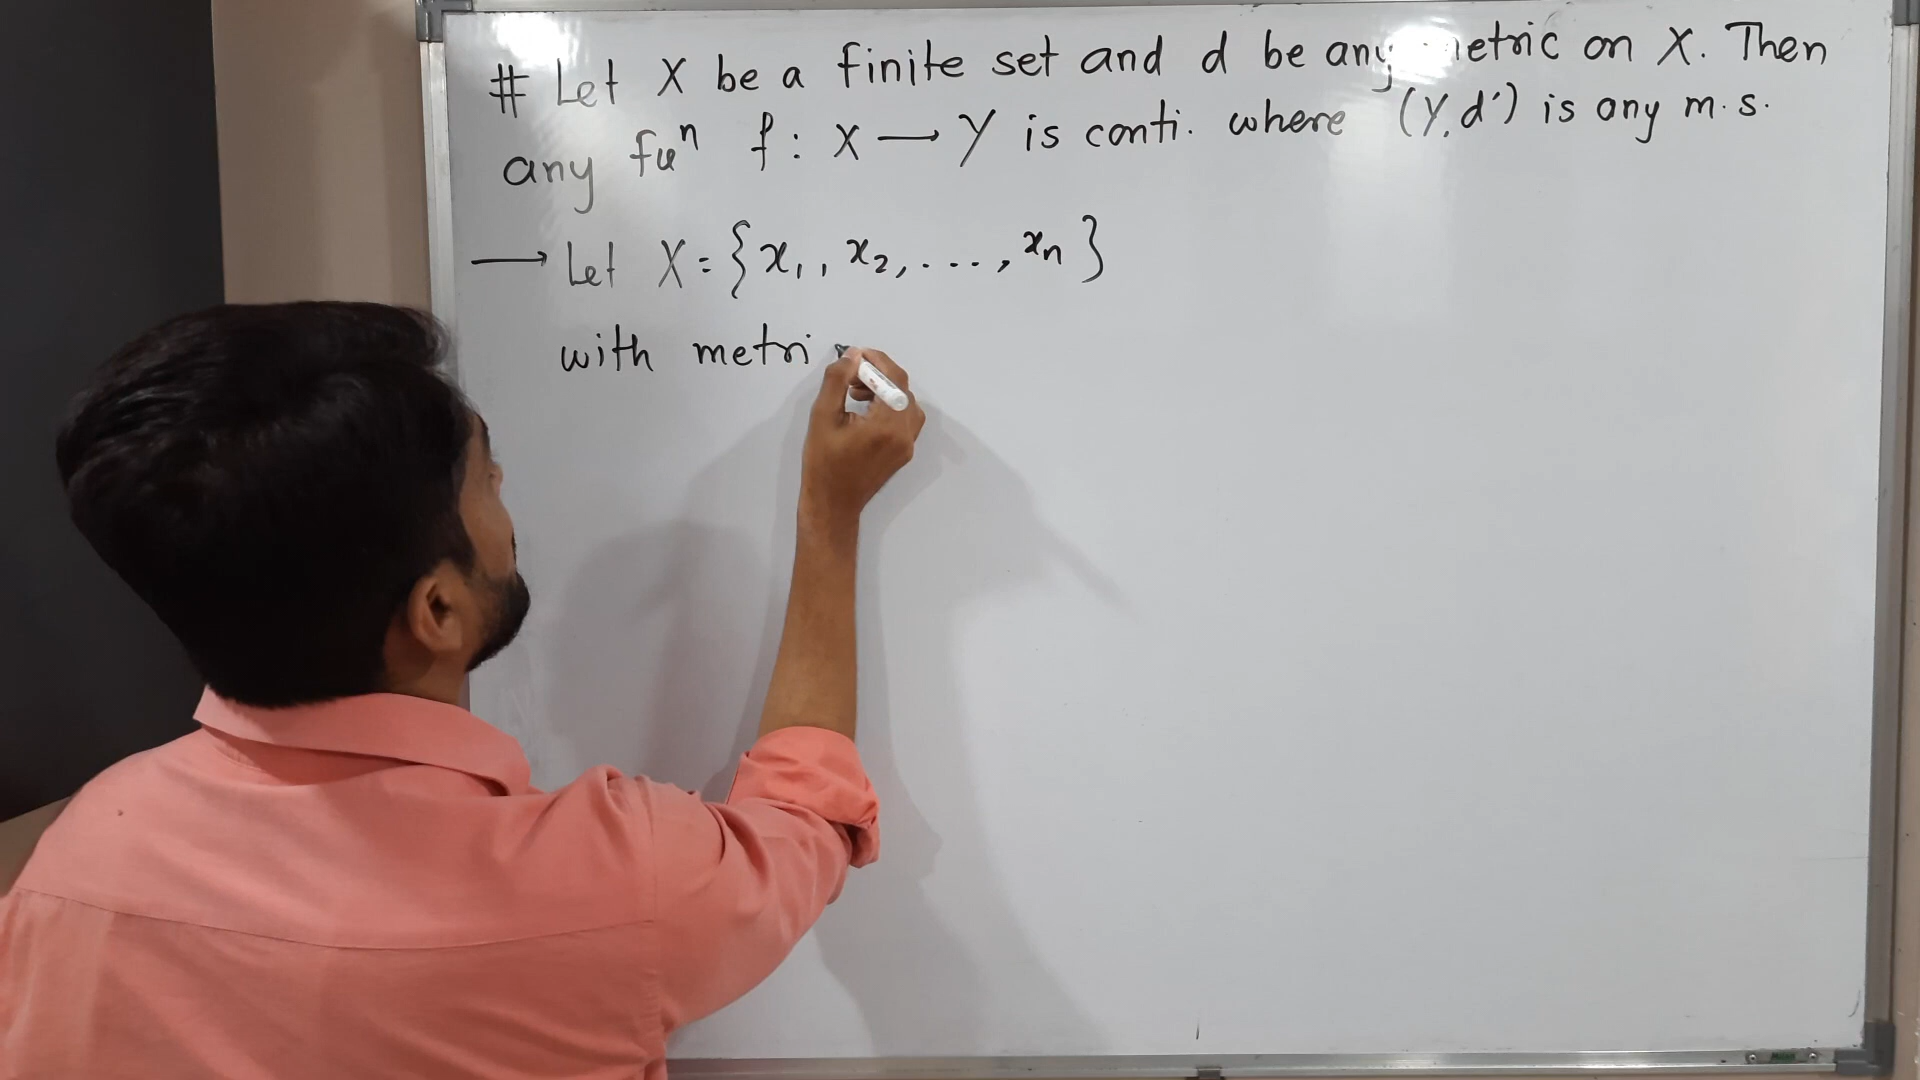 # Let X be a finite set and d be any metric on X. Then
any fuⁿ f : X → Y is conti. where (Y, d') is any m.s.
→ Let X = {x₁, x₂, ..., xₙ}
with metri